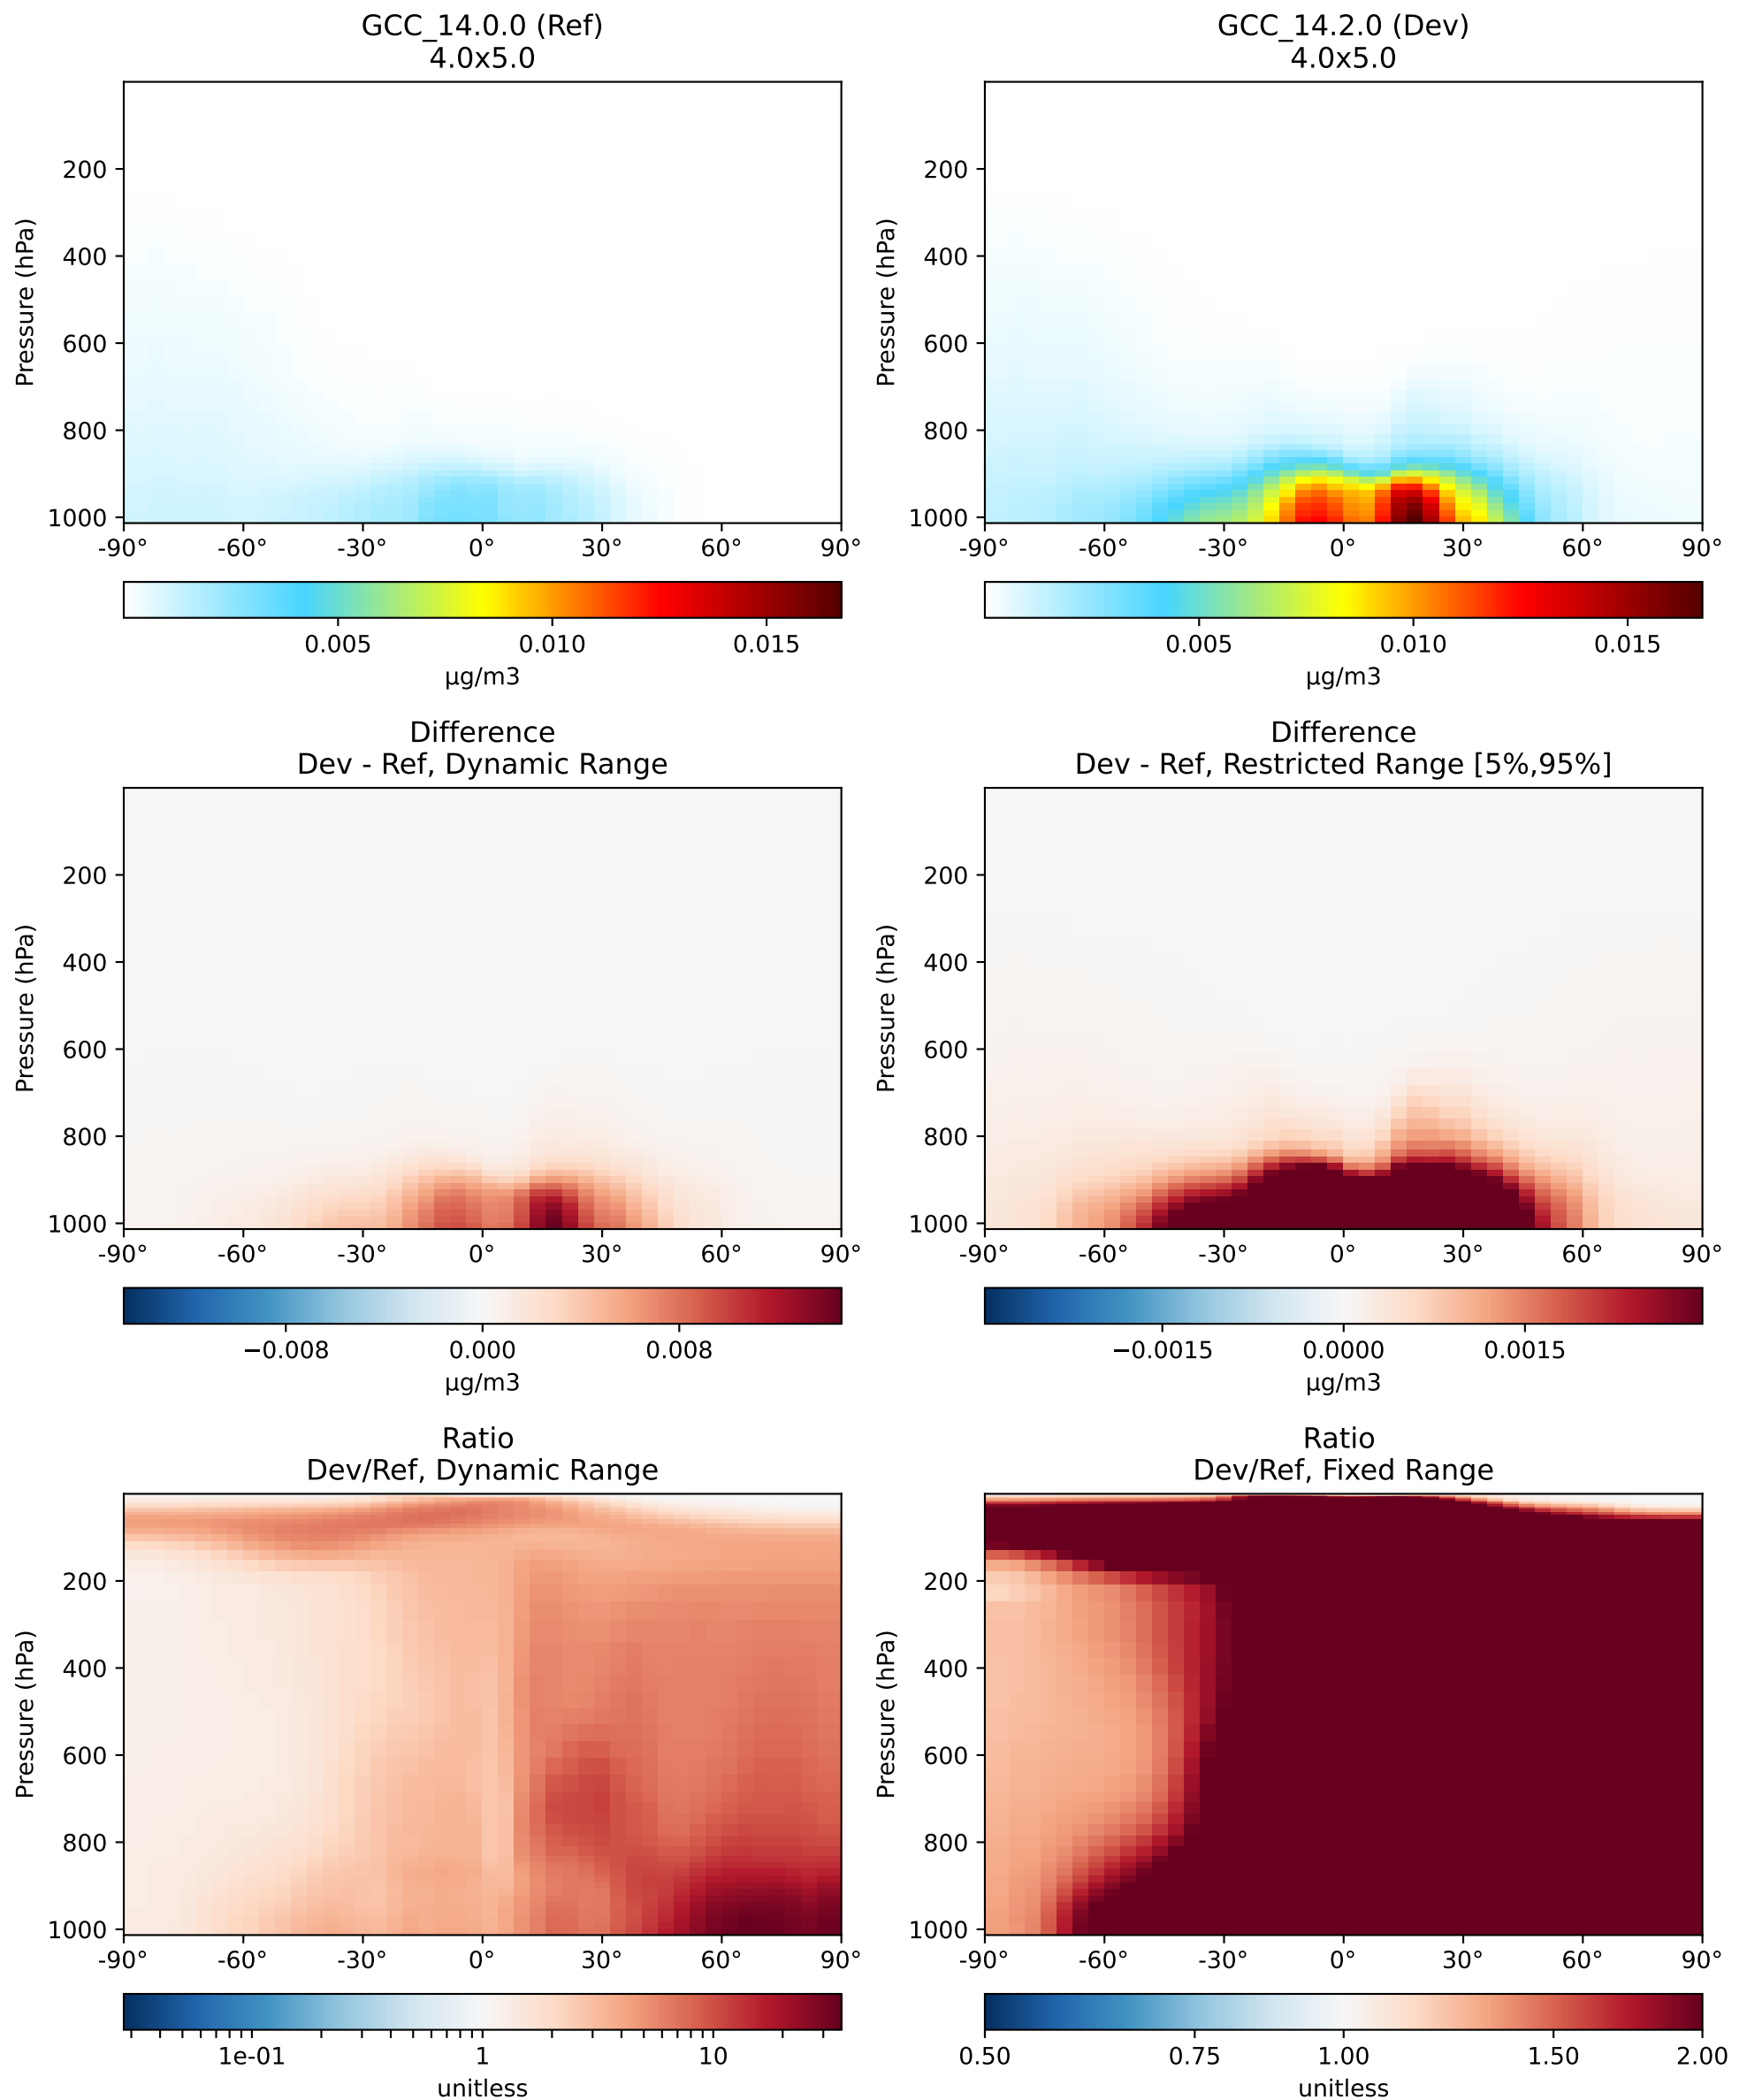 GCC_14.0.0 (Ref)
4.0x5.0
Pressure (hPa)
200
400
600
800
1000
-90° -60° -30° 0° 30° 60° 90°
0.005 0.010 0.015
µg/m3
GCC_14.2.0 (Dev)
4.0x5.0
Pressure (hPa)
200
400
600
800
1000
-90° -60° -30° 0° 30° 60° 90°
0.005 0.010 0.015
µg/m3
Difference
Dev - Ref, Dynamic Range
Pressure (hPa)
200
400
600
800
1000
-90° -60° -30° 0° 30° 60° 90°
−0.008 0.000 0.008
µg/m3
Difference
Dev - Ref, Restricted Range [5%,95%]
Pressure (hPa)
200
400
600
800
1000
-90° -60° -30° 0° 30° 60° 90°
−0.0015 0.0000 0.0015
µg/m3
Ratio
Dev/Ref, Dynamic Range
Pressure (hPa)
200
400
600
800
1000
-90° -60° -30° 0° 30° 60° 90°
1e-01 1 10
unitless
Ratio
Dev/Ref, Fixed Range
Pressure (hPa)
200
400
600
800
1000
-90° -60° -30° 0° 30° 60° 90°
0.50 0.75 1.00 1.50 2.00
unitless